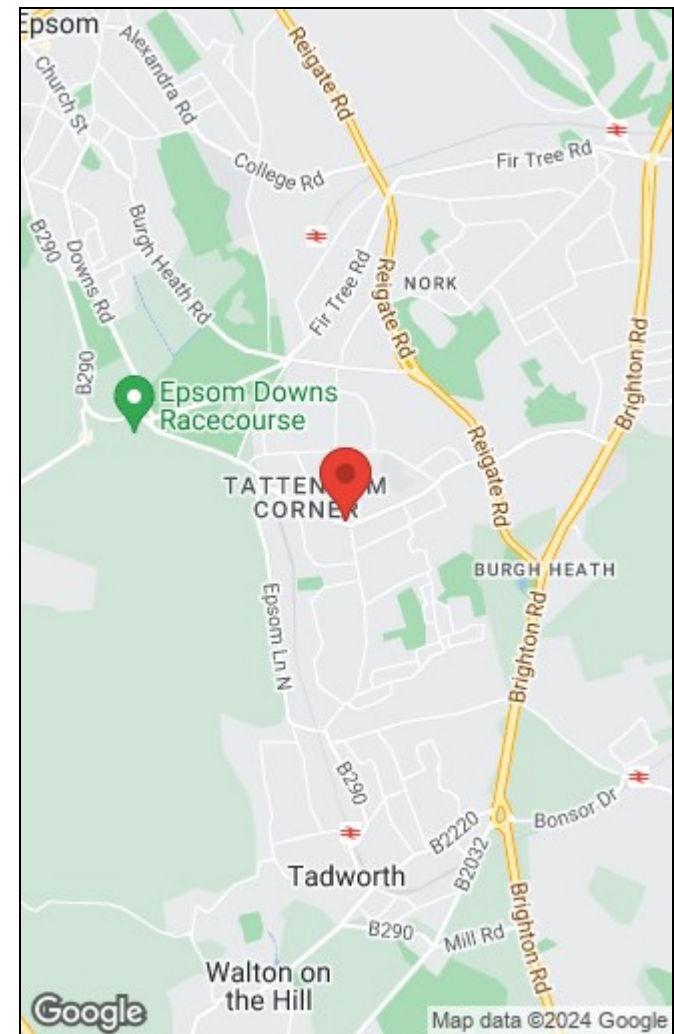 Epsom
Alexandra Rd
Reigate Rd
Church St
College Rd
Fir Tree Rd
B290
Downs Rd
Burgh Heath Rd
Fir Tree Rd
NORK
Reigate Rd
Brighton Rd
B290
Epsom Downs
Racecourse
Reigate Rd
CORNER
BURGH HEATH
Epsom Ln N
Brighton Rd
B290
Bonsor Dr
B2220
B2032
Tadworth
Brighton Rd
B290
Mill Rd
Walton on
the Hill
Google
Map data ©2024 Google